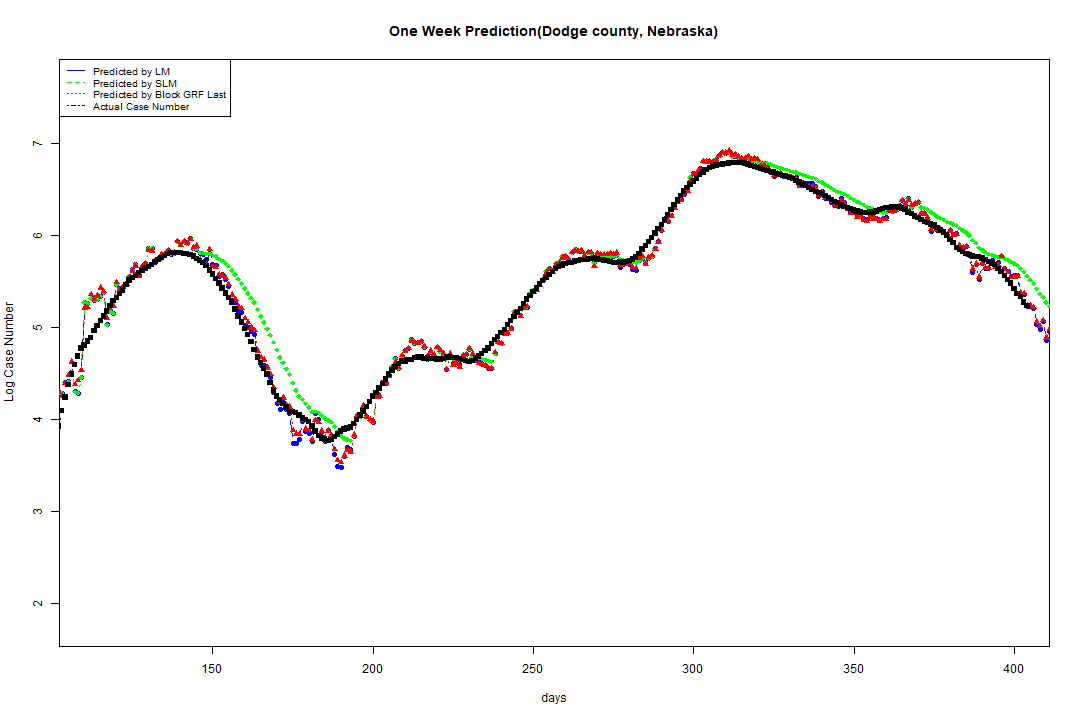 One Week Prediction(Dodge county, Nebraska)
Predicted by LM
Predicted by SLM
Predicted by Block GRF Last
Actual Case Number
7
6
5
4
3
2
Log Case Number
150 200 250 300 350 400
days